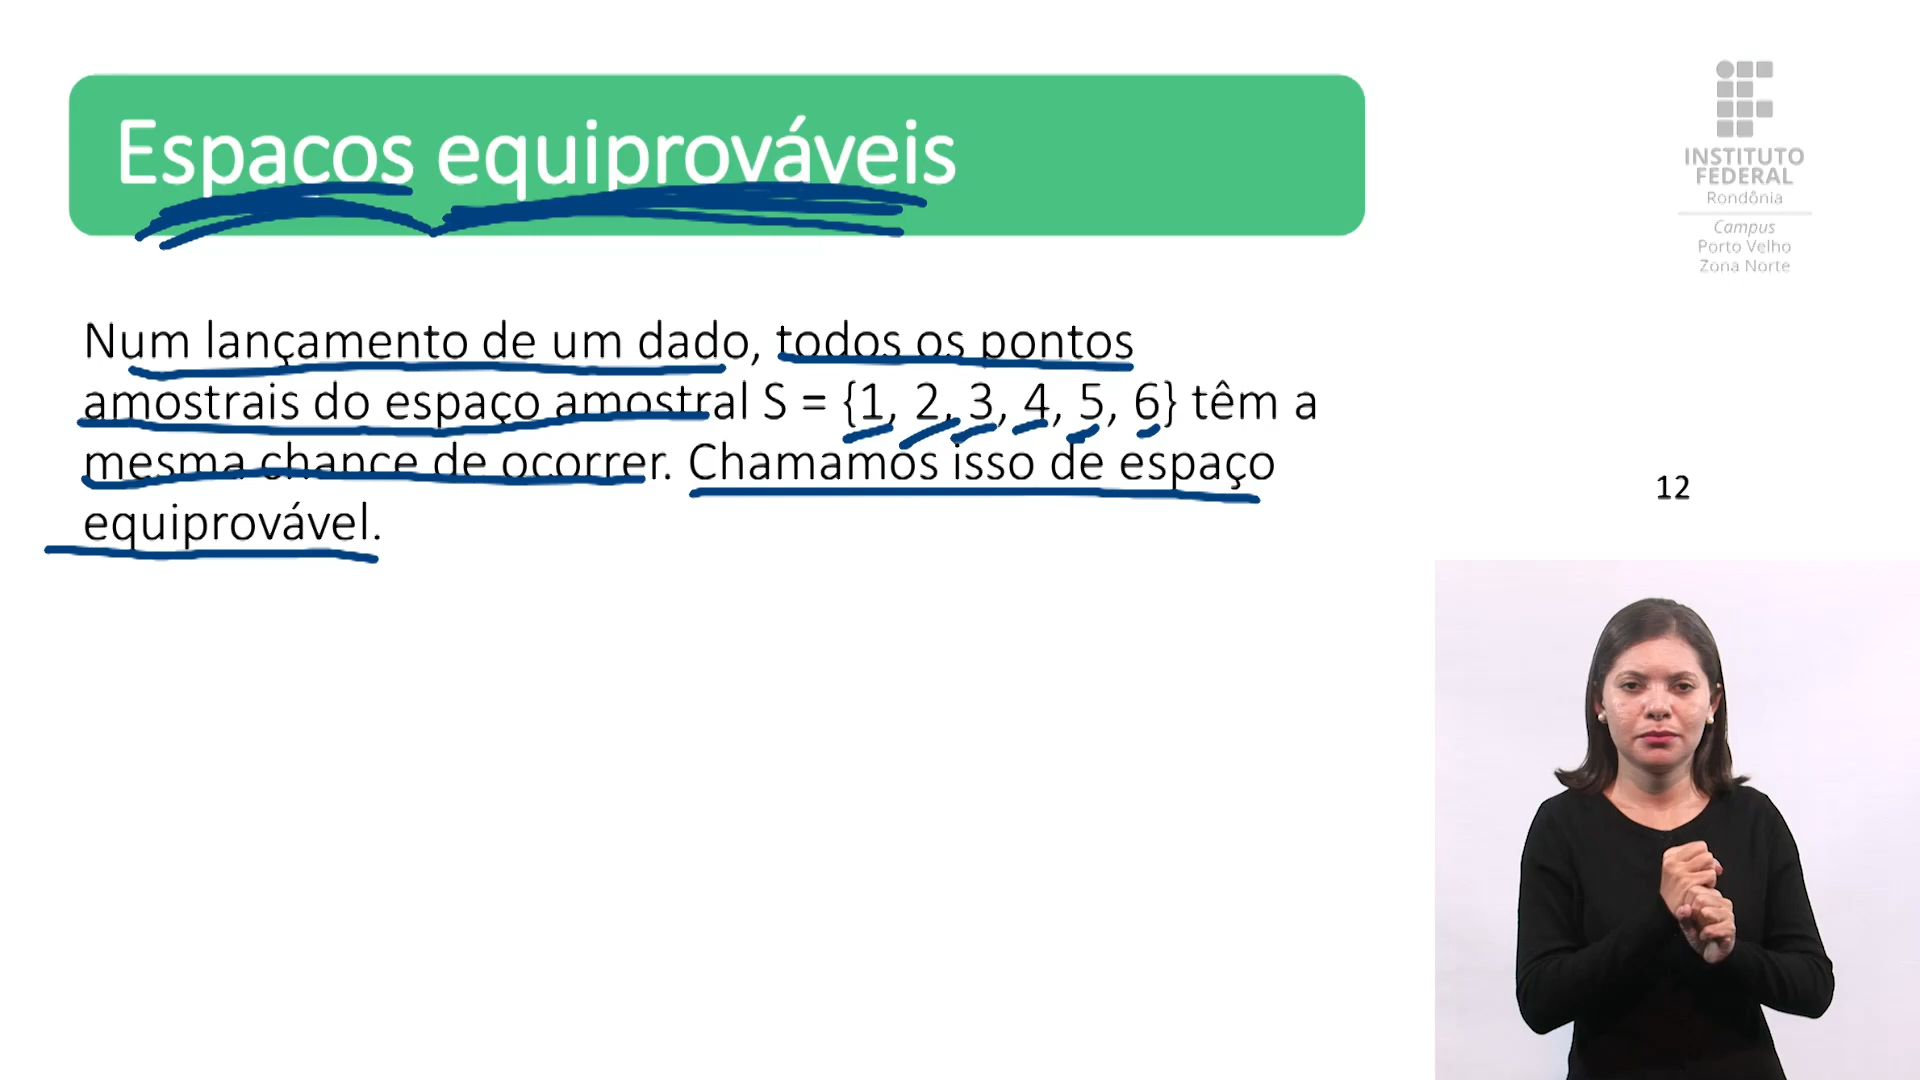 Espaços equiprováveis
INSTITUTO
FEDERAL
Rondônia
Campus
Porto Velho
Zona Norte
Num lançamento de um dado, todos os pontos
amostrais do espaço amostral S = {1, 2, 3, 4, 5, 6} têm a
mesma chance de ocorrer. Chamamos isso de espaço
equiprovável.
12